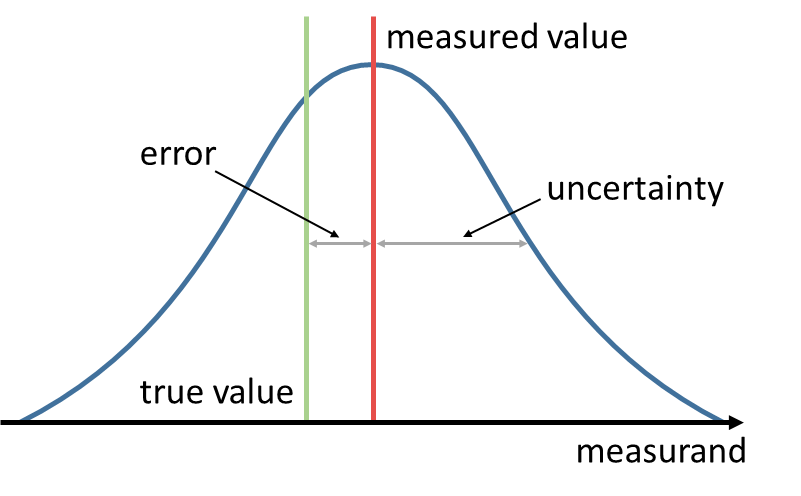 measured value
error
uncertainty
true value
measurand